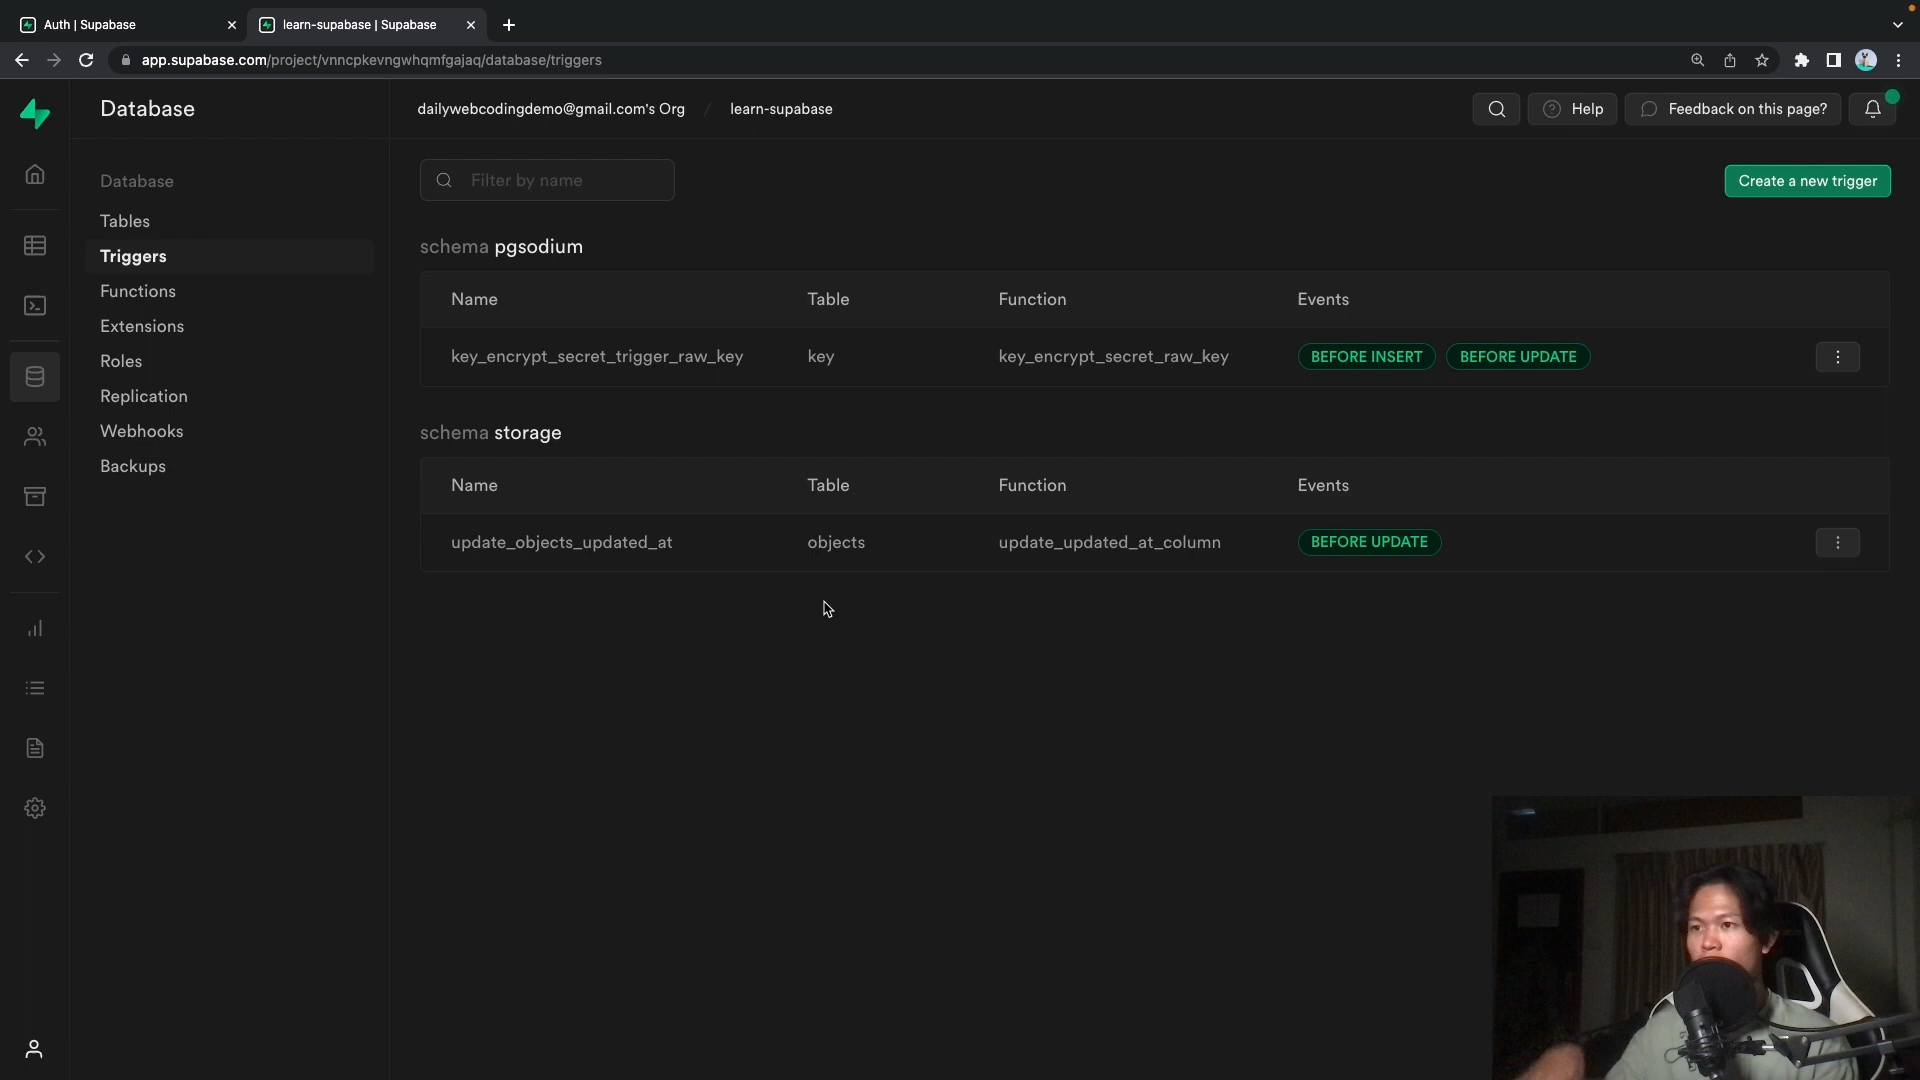 Auth | Supabase
learn-supabase | Supabase
app.supabase.com/project/vnncpkevngwhqmfgajaq/database/triggers
Database
dailywebcodingdemo@gmail.com's Org / learn-supabase
Help
Feedback on this page?
Database
Tables
Triggers
Functions
Extensions
Roles
Replication
Webhooks
Backups
Filter by name
Create a new trigger
schema pgsodium
Name Table Function Events
key_encrypt_secret_trigger_raw_key key key_encrypt_secret_raw_key BEFORE INSERT BEFORE UPDATE
schema storage
Name Table Function Events
update_objects_updated_at objects update_updated_at_column BEFORE UPDATE